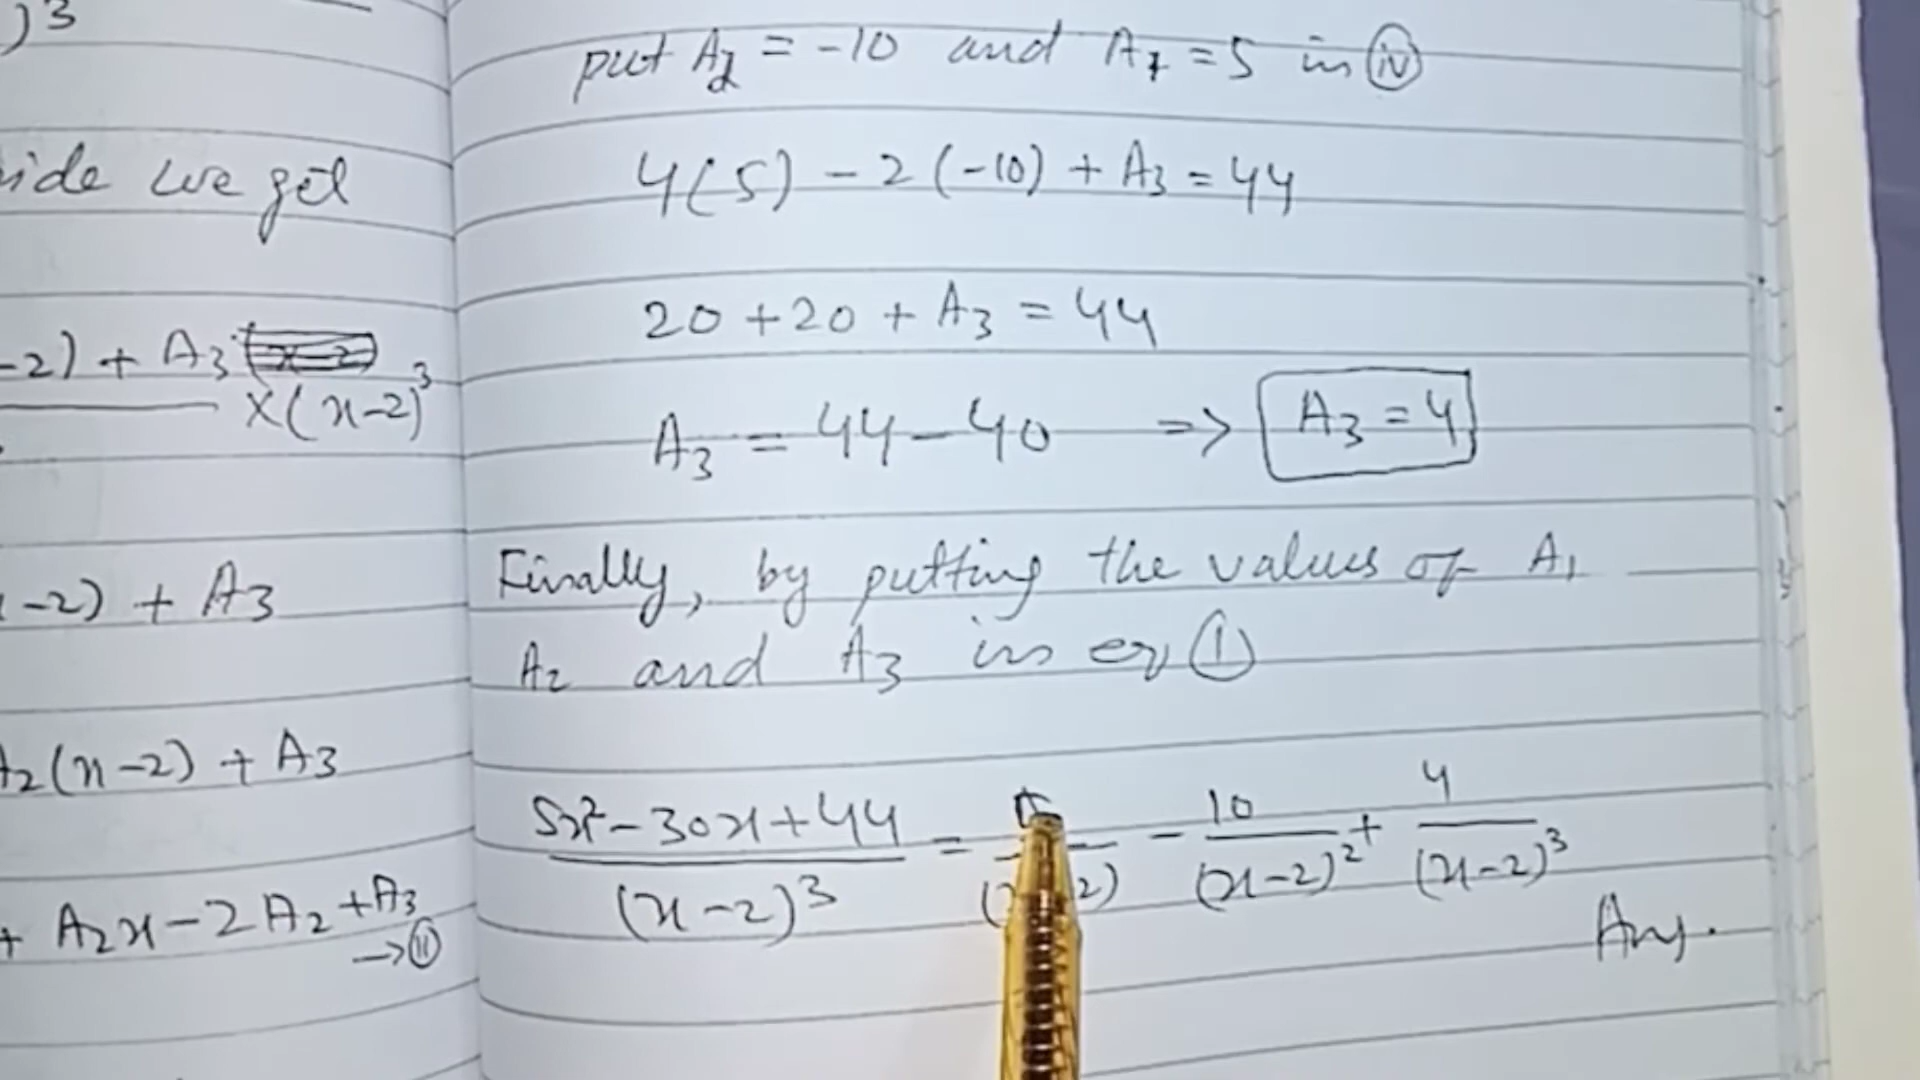 )³
ide we get
-2) + A₃
×(x-2)³
-2) + A₃
A₂(x-2) + A₃
+ A₂x - 2A₂ + A₃
→ (ii)
put A₂ = -10 and A₁ = 5 in (iv)
4(5) - 2(-10) + A₃ = 44
20 + 20 + A₃ = 44
A₃ = 44 - 40 => A₃ = 4
Finally, by putting the values of A₁
A₂ and A₃ in eq (1)
5x² - 30x + 44 / (x-2)³ = / ( 2) - 10 / (x-2)² + 4 / (x-2)³
Ans.